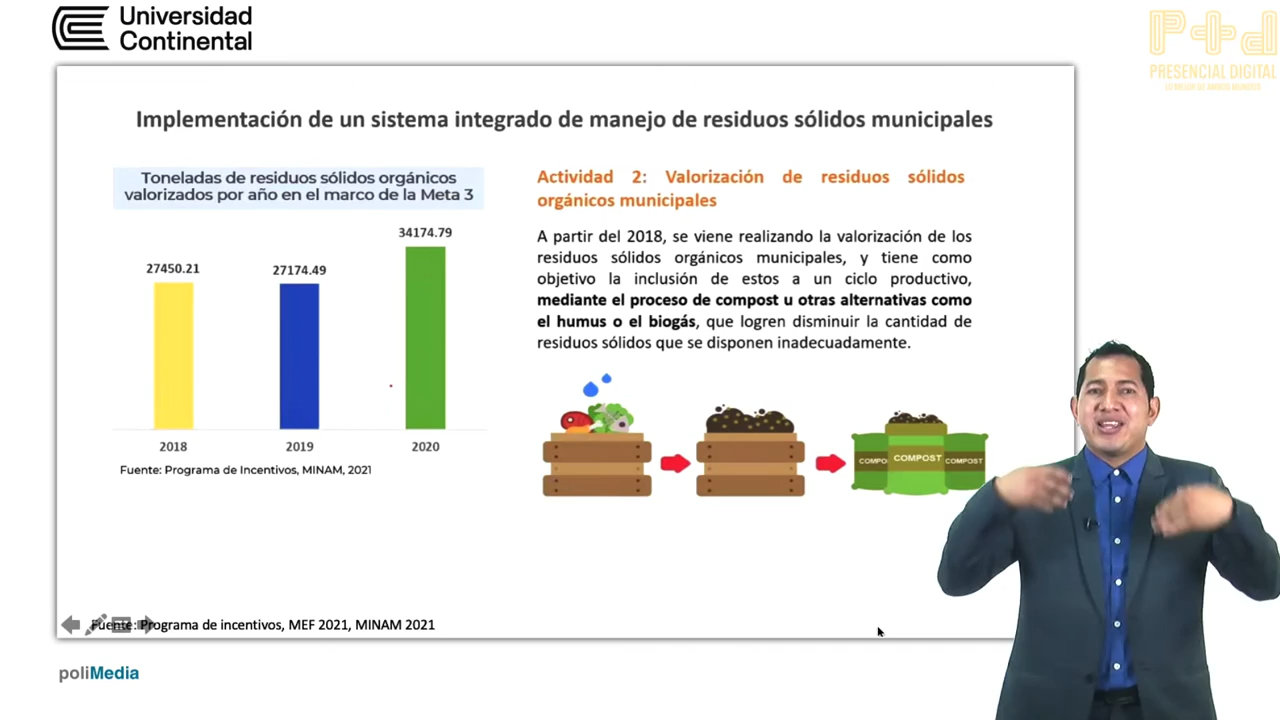 Universidad
Continental
P+d
PRESENCIAL DIGITAL
LO MEJOR DE AMBOS MUNDOS
Implementación de un sistema integrado de manejo de residuos sólidos municipales
Toneladas de residuos sólidos orgánicos
valorizados por año en el marco de la Meta 3
34174.79
27450.21
27174.49
2018
2019
2020
Fuente: Programa de Incentivos, MINAM, 2021
Actividad 2: Valorización de residuos sólidos
orgánicos municipales
A partir del 2018, se viene realizando la valorización de los
residuos sólidos orgánicos municipales, y tiene como
objetivo la inclusión de estos a un ciclo productivo,
mediante el proceso de compost u otras alternativas como
el humus o el biogás, que logren disminuir la cantidad de
residuos sólidos que se disponen inadecuadamente.
COMPO
COMPOST
COMPOST
Fuente: Programa de incentivos, MEF 2021, MINAM 2021
poliMedia